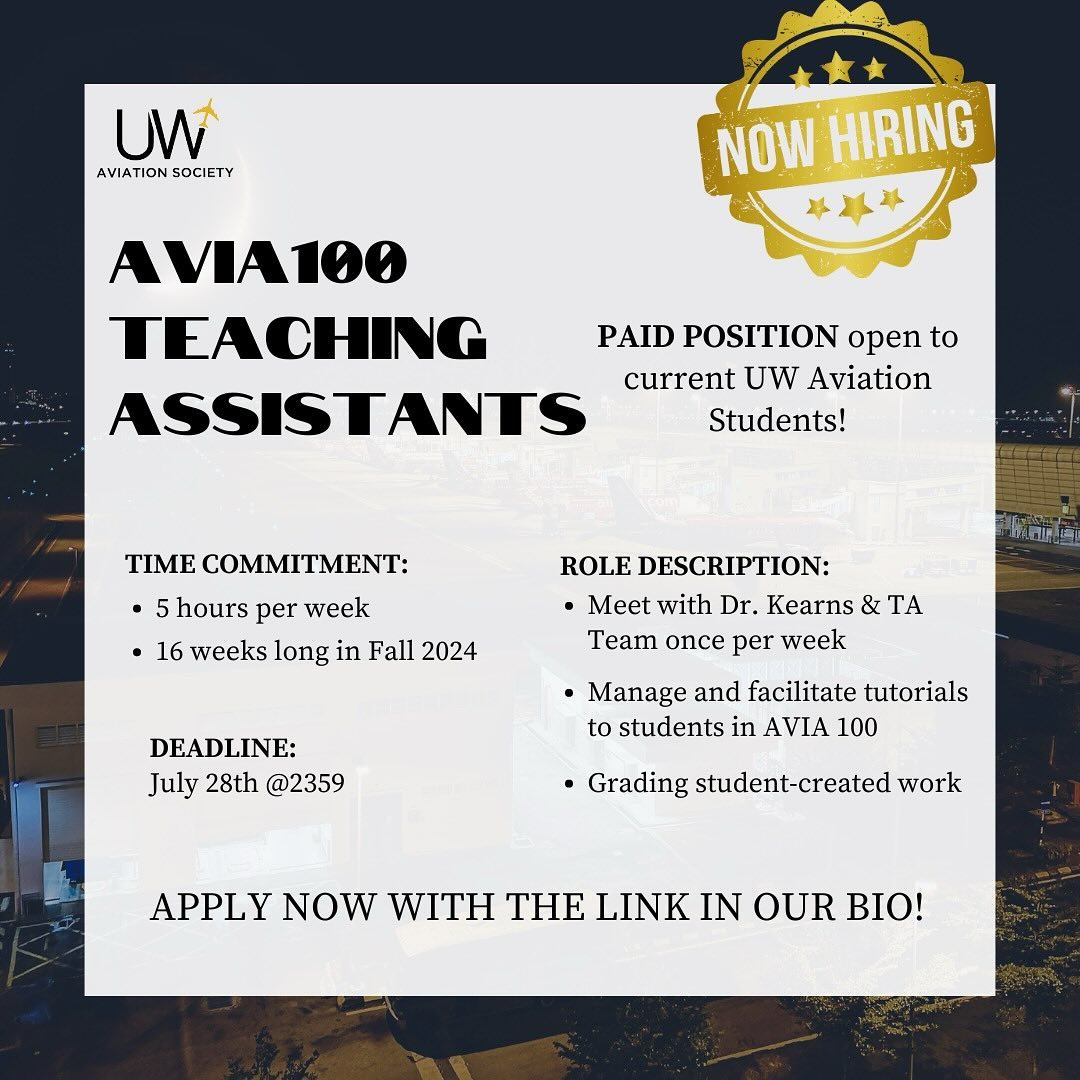 UW
AVIATION SOCIETY
NOW HIRING
AVIA100
TEACHING
ASSISTANTS
PAID POSITION open to
current UW Aviation
Students!
TIME COMMITMENT:
• 5 hours per week
• 16 weeks long in Fall 2024
DEADLINE:
July 28th @2359
ROLE DESCRIPTION:
• Meet with Dr. Kearns & TA
Team once per week
• Manage and facilitate tutorials
to students in AVIA 100
• Grading student-created work
APPLY NOW WITH THE LINK IN OUR BIO!